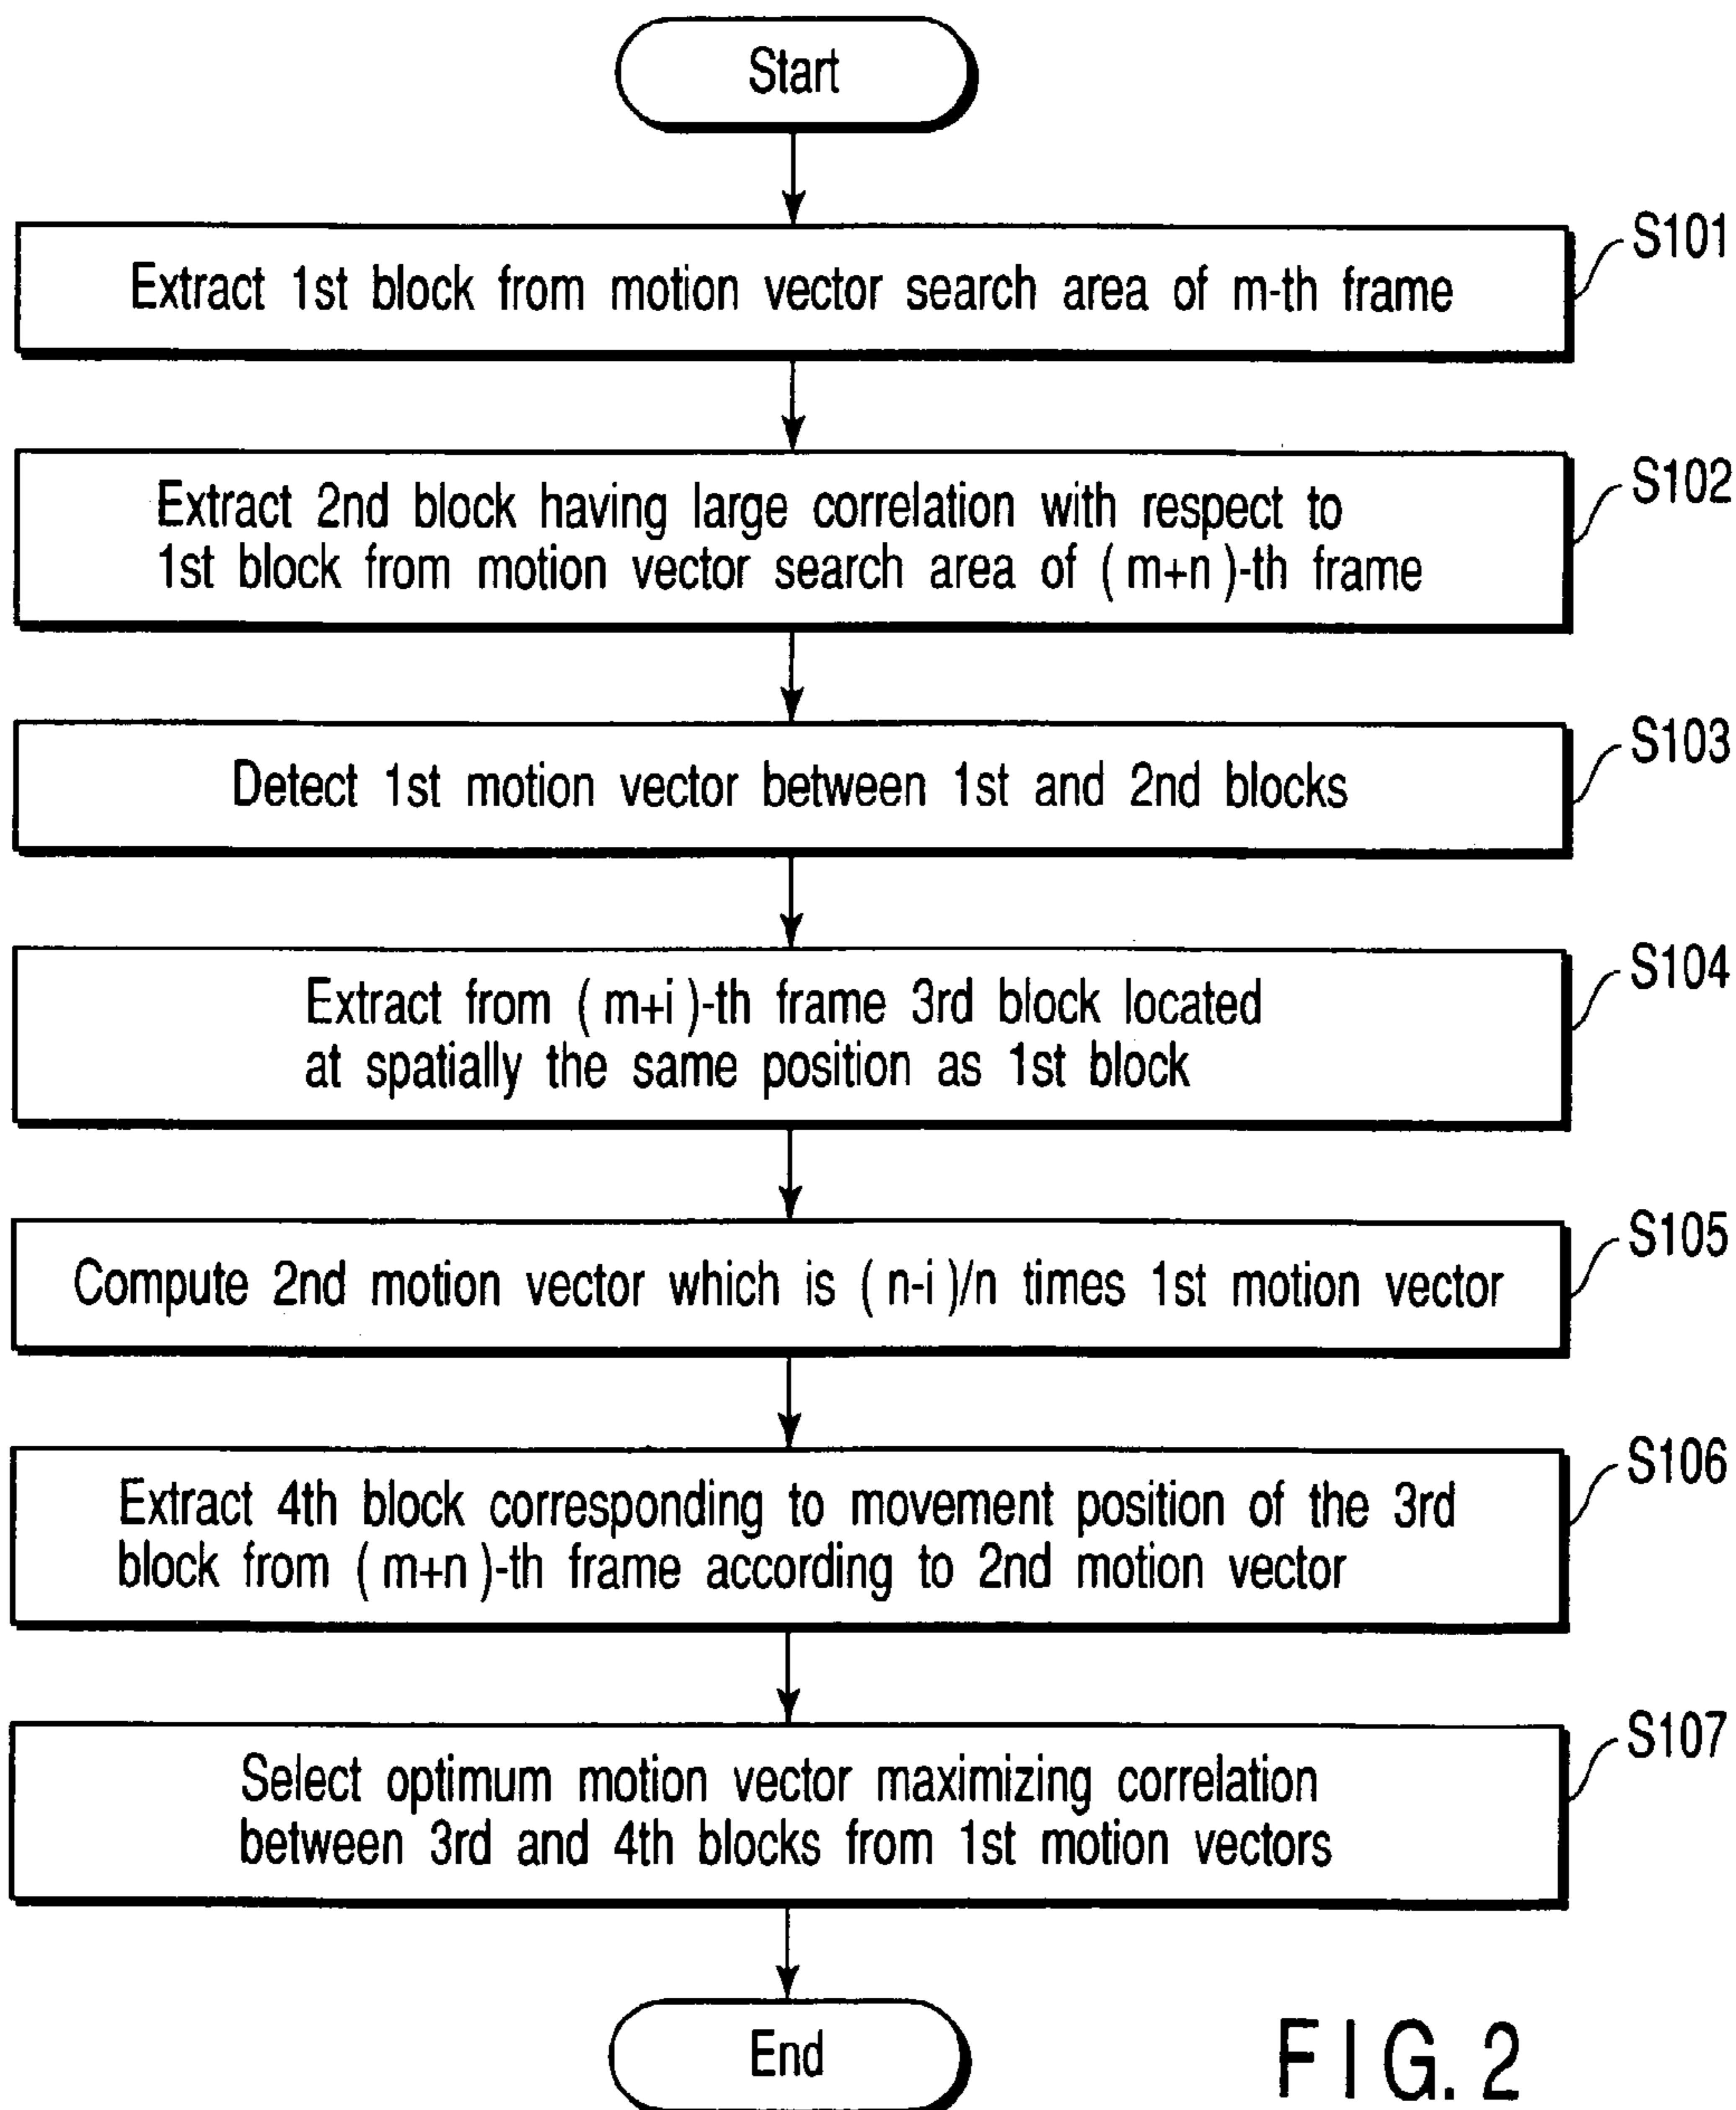 Start
Extract 1st block from motion vector search area of m-th frame
S101
Extract 2nd block having large correlation with respect to
1st block from motion vector search area of (m+n)-th frame
S102
Detect 1st motion vector between 1st and 2nd blocks
S103
Extract from (m+i)-th frame 3rd block located
at spatially the same position as 1st block
S104
Compute 2nd motion vector which is (n-i)/n times 1st motion vector
S105
Extract 4th block corresponding to movement position of the 3rd
block from (m+n)-th frame according to 2nd motion vector
S106
Select optimum motion vector maximizing correlation
between 3rd and 4th blocks from 1st motion vectors
S107
End
FIG. 2